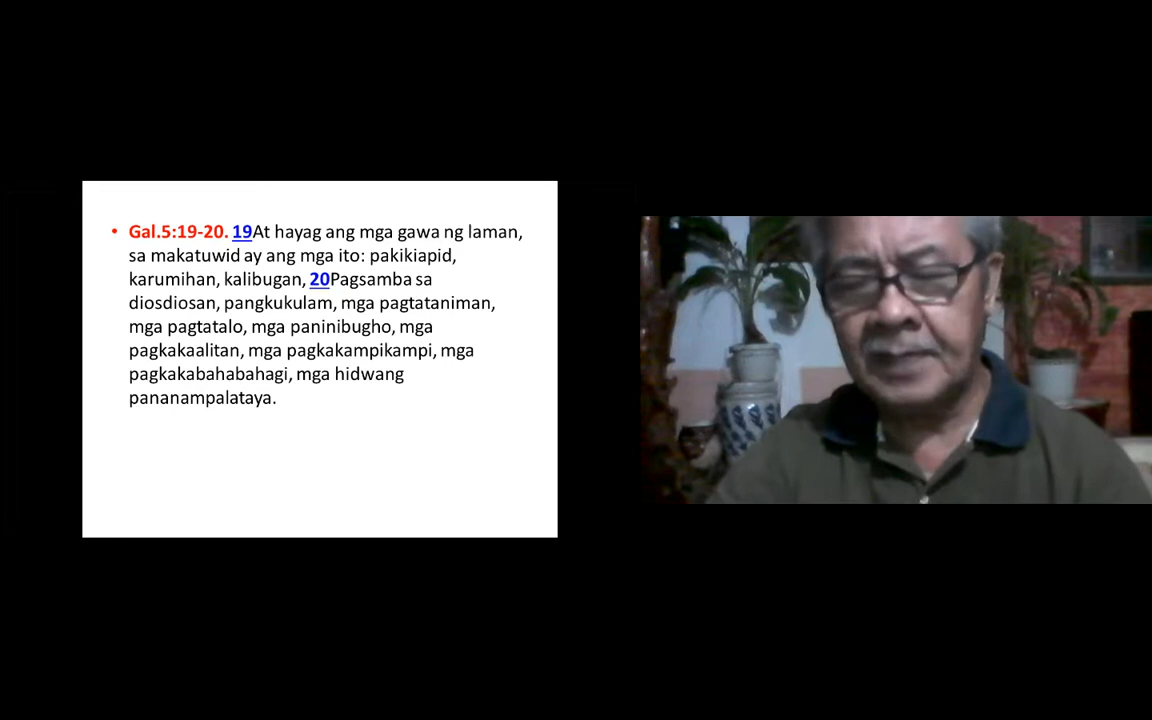 • Gal.5:19-20. 19At hayag ang mga gawa ng laman,
sa makatuwid ay ang mga ito: pakikiapid,
karumihan, kalibugan, 20Pagsamba sa
diosdiosan, pangkukulam, mga pagtataniman,
mga pagtatalo, mga paninibugho, mga
pagkakaalitan, mga pagkakampikampi, mga
pagkakabahabahagi, mga hidwang
pananampalataya.